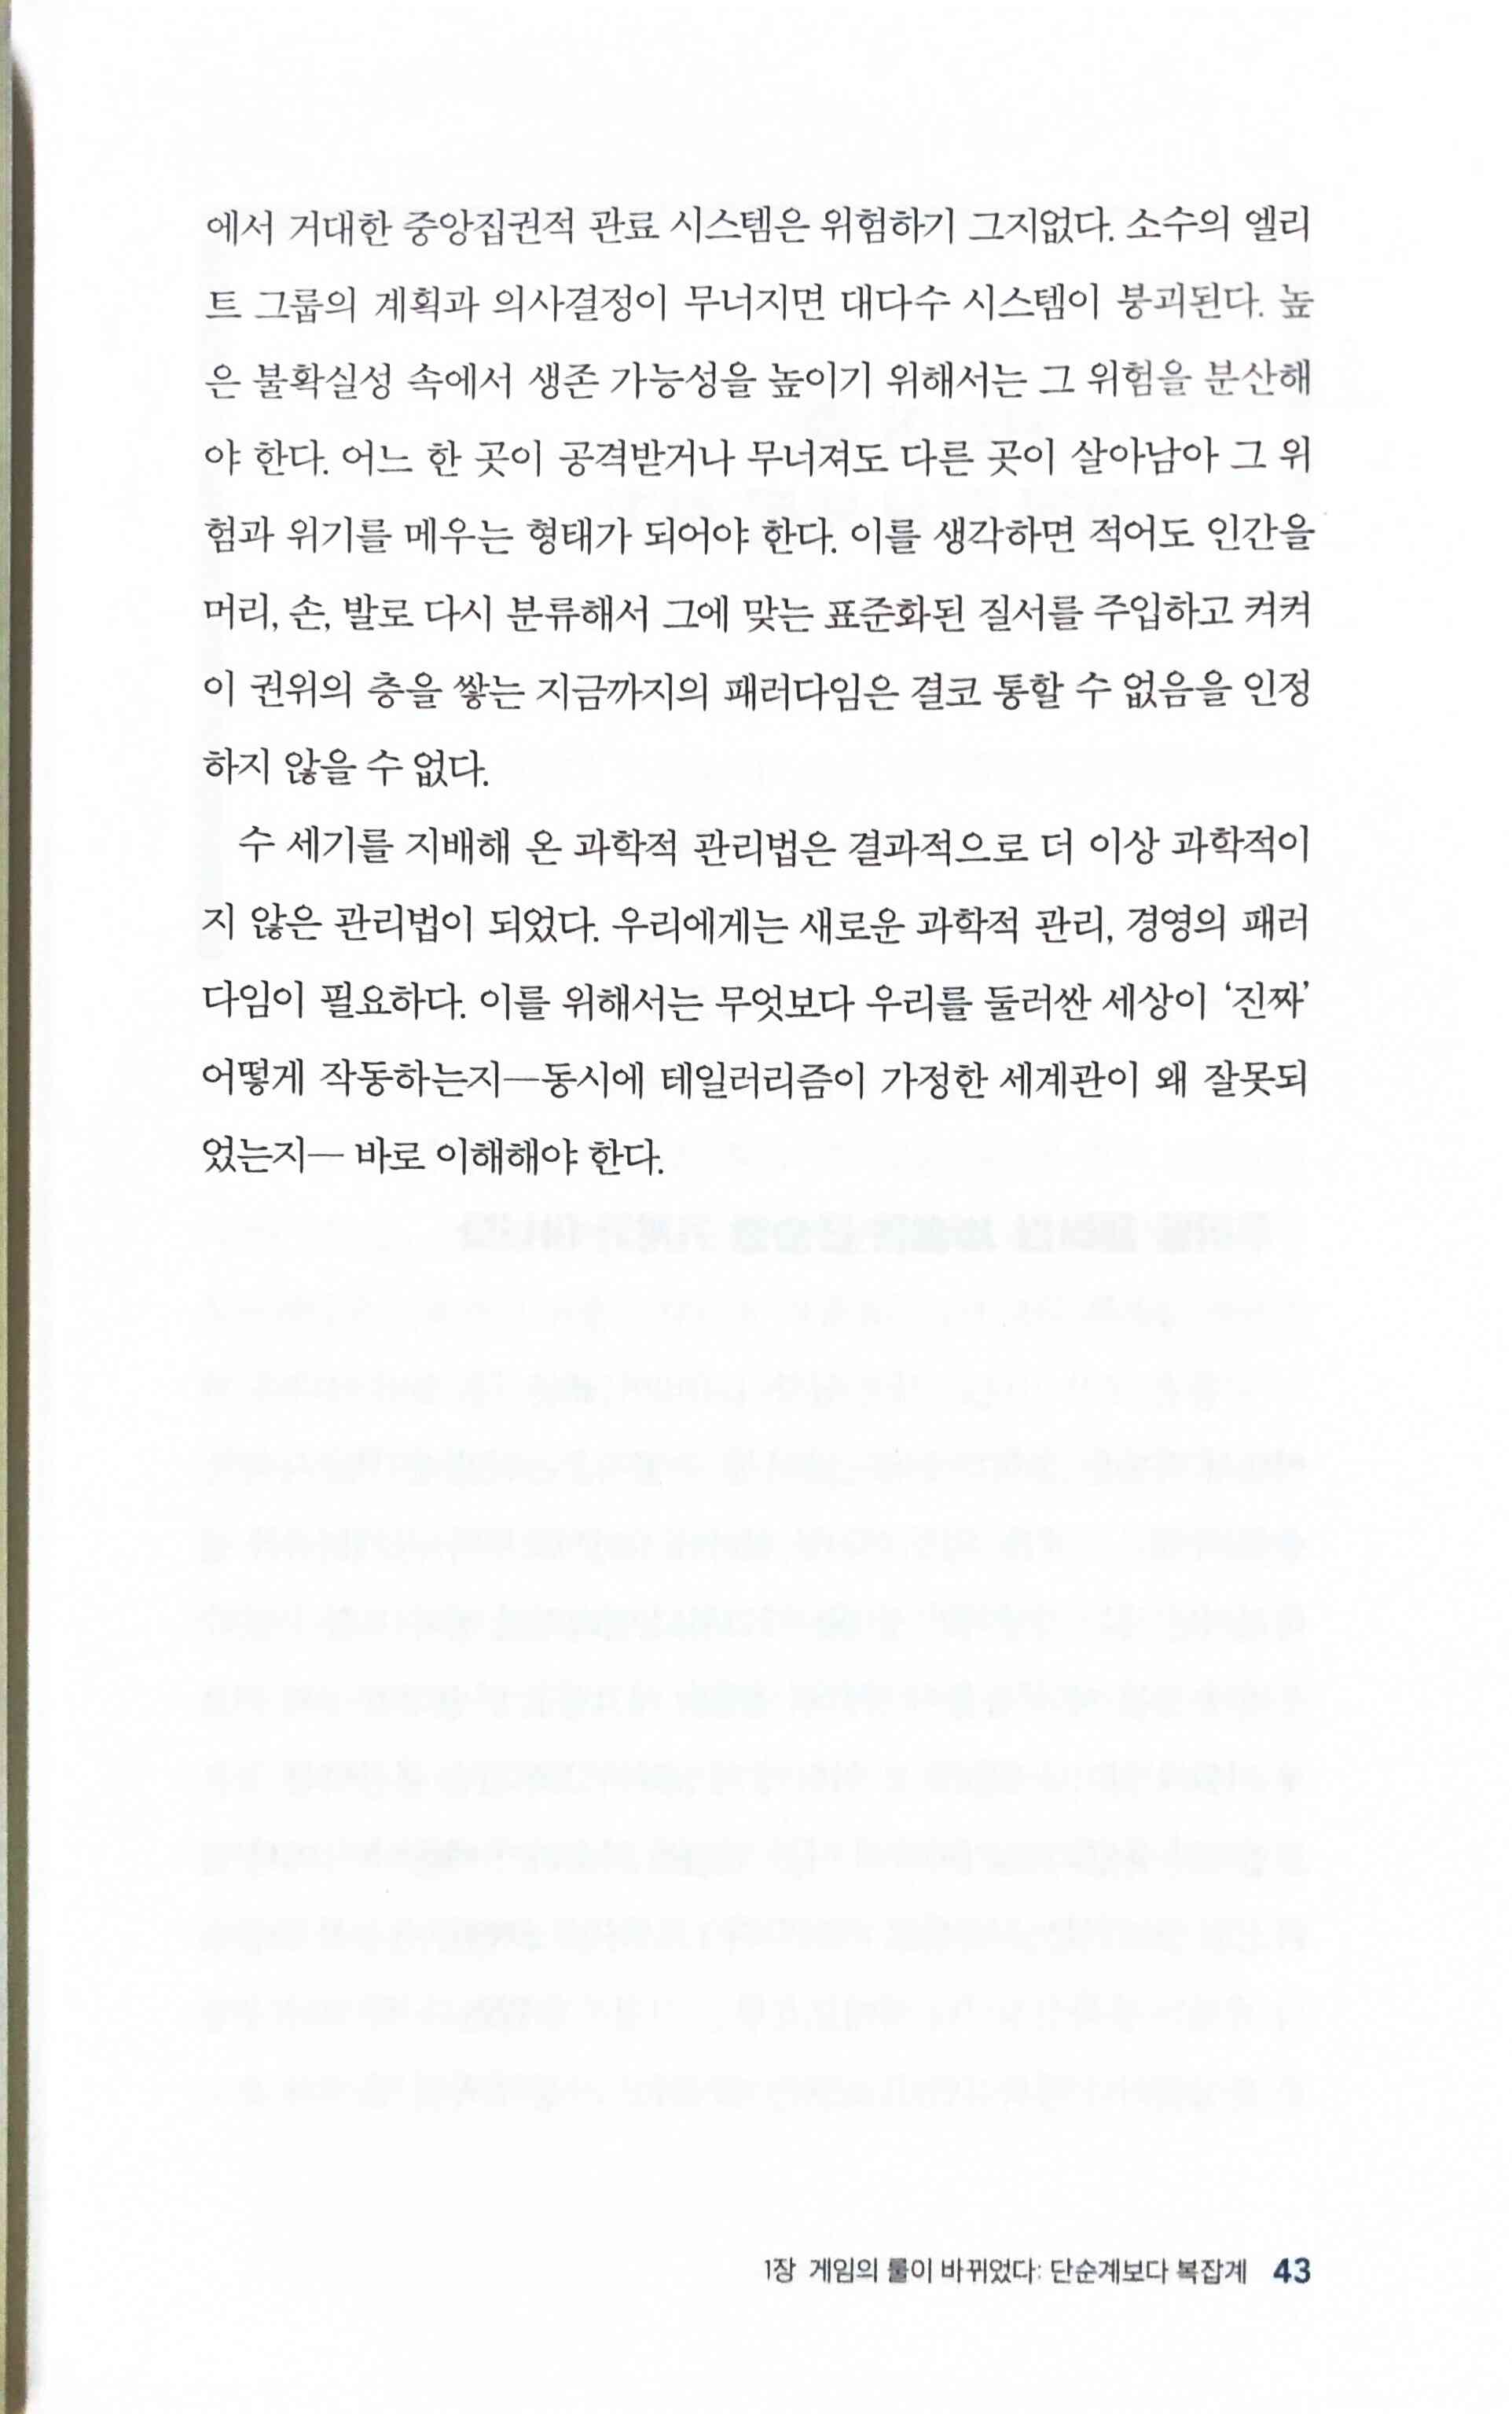 에서 거대한 중앙집권적 관료 시스템은 위험하기 그지없다. 소수의 엘리
트 그룹의 계획과 의사결정이 무너지면 대다수 시스템이 붕괴된다. 높
은 불확실성 속에서 생존 가능성을 높이기 위해서는 그 위험을 분산해
야 한다. 어느 한 곳이 공격받거나 무너져도 다른 곳이 살아남아 그 위
험과 위기를 메우는 형태가 되어야 한다. 이를 생각하면 적어도 인간을
머리, 손, 발로 다시 분류해서 그에 맞는 표준화된 질서를 주입하고 켜켜
이 권위의 층을 쌓는 지금까지의 패러다임은 결코 통할 수 없음을 인정
하지 않을 수 없다.
수 세기를 지배해 온 과학적 관리법은 결과적으로 더 이상 과학적이
지 않은 관리법이 되었다. 우리에게는 새로운 과학적 관리, 경영의 패러
다임이 필요하다. 이를 위해서는 무엇보다 우리를 둘러싼 세상이 ‘진짜’
어떻게 작동하는지—동시에 테일러리즘이 가정한 세계관이 왜 잘못되
었는지— 바로 이해해야 한다.
1장 게임의 룰이 바뀌었다: 단순계보다 복잡계 43